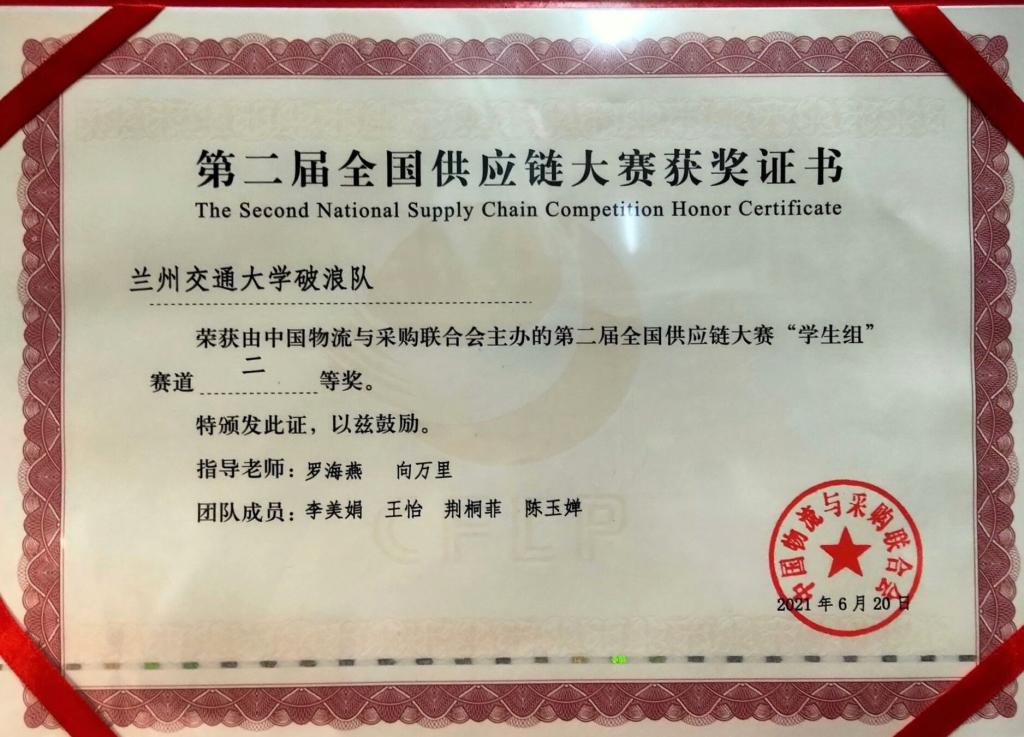 第二届全国供应链大赛获奖证书
The Second National Supply Chain Competition Honor Certificate
兰州交通大学破浪队
荣获由中国物流与采购联合会主办的第二届全国供应链大赛“学生组”
赛道二等奖。
特颁发此证，以兹鼓励。
指导老师：罗海燕 向万里
团队成员：李美娟 王怡 荆桐菲 陈玉婵
CFLP
中国物流与采购联合会
2021年6月20日